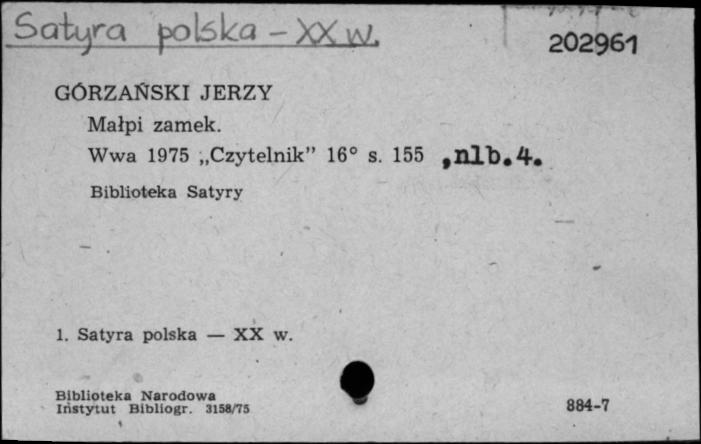 Satyra polska – XX w.
202961
GÓRZAŃSKI JERZY
Małpi zamek.
Wwa 1975 „Czytelnik” 16° s. 155 ,nlb.4.
Biblioteka Satyry
1. Satyra polska — XX w.
Biblioteka Narodowa
Instytut Bibliogr. 3158/75
884-7